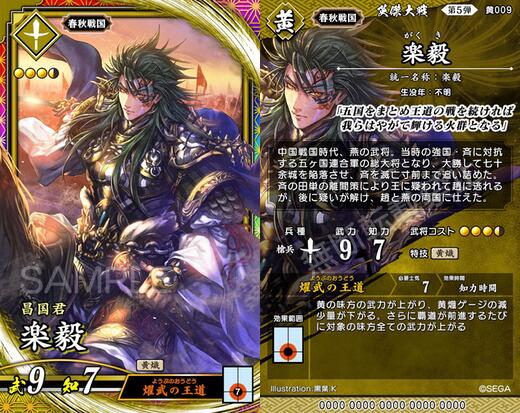 春秋戦国
SAMPLE
昌国君
楽毅
黄熾
武9 知7
ようぶのおうどう
耀武の王道
7
黄
春秋戦国
英傑大戦
第5弾
黄009
がくき
楽毅
統一名称：楽毅
生没年：不明
「五国をまとめ王道の戦を続ければ
我らはやがて輝ける火群となる」
中国戦国時代、燕の武将。当時の強国・斉に対抗
する五ヶ国連合軍の総大将となり、大勝して七十
余城を陥落させ、斉を滅亡寸前まで追い詰めた。
斉の田単の離間策により王に疑われて趙に逃れる
が、後に疑いが解け、趙と燕の両国に仕えた。
兵種 武力 知力 武将コスト
槍兵 9 7
特技 黄熾
ようぶのおうどう
耀武の王道
必要士気
7
効果時間
知力時間
効果範囲
黄の味方の武力が上がり、黄熾ゲージの減
少量が下がる。さらに覇道が前進するたび
に対象の味方全ての武力が上がる
Illustration:黒葉.K
©SEGA
0000 0000 0000 0000 0000